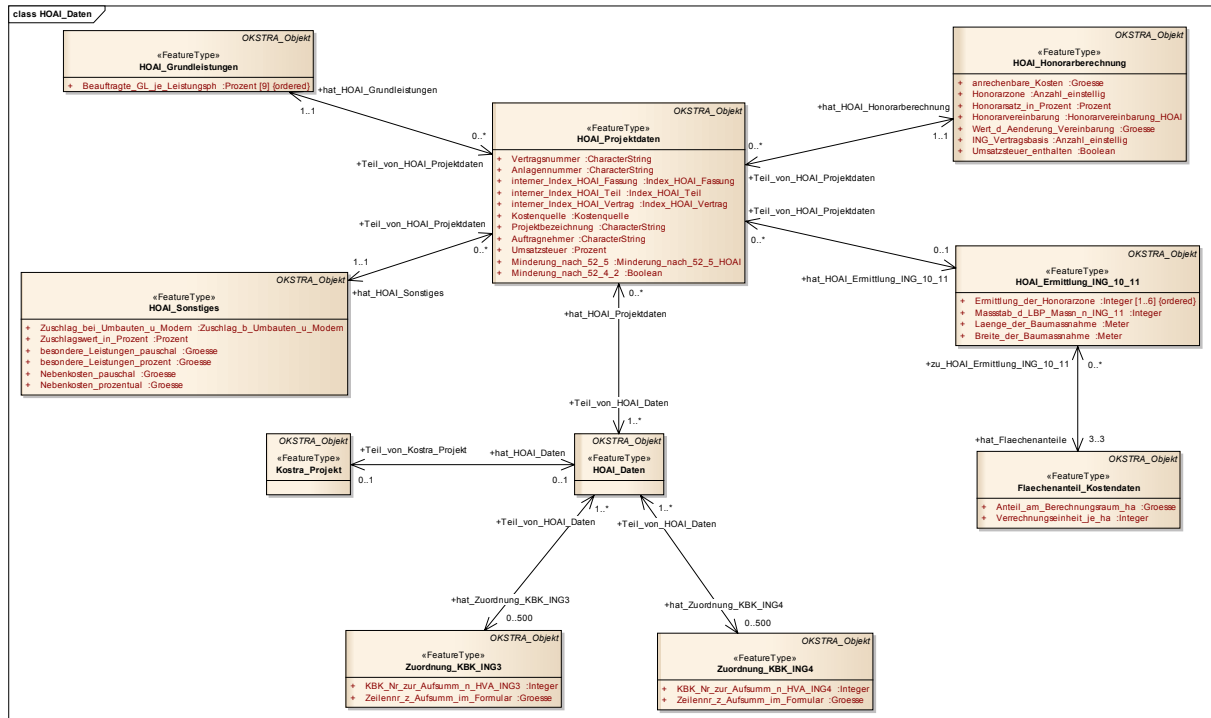 class HOAI_Daten
OKSTRA_Objekt
«FeatureType»
HOAI_Grundleistungen
+ Beauftragte_GL_je_Leistungsph :Prozent [9] {ordered}
+hat_HOAI_Grundleistungen
1..1
0..*
+Teil_von_HOAI_Projektdaten
OKSTRA_Objekt
«FeatureType»
HOAI_Projektdaten
+ Vertragsnummer :CharacterString
+ Anlagennummer :CharacterString
+ interner_Index_HOAI_Fassung :Index_HOAI_Fassung
+ interner_Index_HOAI_Teil :Index_HOAI_Teil
+ interner_Index_HOAI_Vertrag :Index_HOAI_Vertrag
+ Kostenquelle :Kostenquelle
+ Projektbezeichnung :CharacterString
+ Auftragnehmer :CharacterString
+ Umsatzsteuer :Prozent
+ Minderung_nach_52_5 :Minderung_nach_52_5_HOAI
+ Minderung_nach_52_4_2 :Boolean
OKSTRA_Objekt
«FeatureType»
HOAI_Honorarberechnung
+ anrechenbare_Kosten :Groesse
+ Honorarzone :Anzahl_einstellig
+ Honorarsatz_in_Prozent :Prozent
+ Honorarvereinbarung :Honorarvereinbarung_HOAI
+ Wert_d_Aenderung_Vereinbarung :Groesse
+ ING_Vertragsbasis :Anzahl_einstellig
+ Umsatzsteuer_enthalten :Boolean
+hat_HOAI_Honorarberechnung
1..1
0..*
+Teil_von_HOAI_Projektdaten
+Teil_von_HOAI_Projektdaten
0..*
0..1
+hat_HOAI_Ermittlung_ING_10_11
+Teil_von_HOAI_Projektdaten
0..*
1..1
+hat_HOAI_Sonstiges
OKSTRA_Objekt
«FeatureType»
HOAI_Sonstiges
+ Zuschlag_bei_Umbauten_u_Modern :Zuschlag_b_Umbauten_u_Modern
+ Zuschlagswert_in_Prozent :Prozent
+ besondere_Leistungen_pauschal :Groesse
+ besondere_Leistungen_prozent :Groesse
+ Nebenkosten_pauschal :Groesse
+ Nebenkosten_prozentual :Groesse
OKSTRA_Objekt
«FeatureType»
HOAI_Ermittlung_ING_10_11
+ Ermittlung_der_Honorarzone :Integer [1..6] {ordered}
+ Massstab_d_LBP_Massn_n_ING_11 :Integer
+ Laenge_der_Baumassnahme :Meter
+ Breite_der_Baumassnahme :Meter
+zu_HOAI_Ermittlung_ING_10_11
0..*
+hat_Flaechenanteile
3..3
OKSTRA_Objekt
«FeatureType»
Flaechenanteil_Kostendaten
+ Anteil_am_Berechnungsraum_ha :Groesse
+ Verrechnungseinheit_je_ha :Integer
0..*
+hat_HOAI_Projektdaten
+Teil_von_HOAI_Daten
1..*
OKSTRA_Objekt
«FeatureType»
Kostra_Projekt
+Teil_von_Kostra_Projekt
0..1
+hat_HOAI_Daten
0..1
OKSTRA_Objekt
«FeatureType»
HOAI_Daten
1..*
+Teil_von_HOAI_Daten
1..*
+Teil_von_HOAI_Daten
+hat_Zuordnung_KBK_ING3
0..500
+hat_Zuordnung_KBK_ING4
0..500
OKSTRA_Objekt
«FeatureType»
Zuordnung_KBK_ING3
+ KBK_Nr_zur_Aufsumm_n_HVA_ING3 :Integer
+ Zeilennr_z_Aufsumm_im_Formular :Groesse
OKSTRA_Objekt
«FeatureType»
Zuordnung_KBK_ING4
+ KBK_Nr_zur_Aufsumm_n_HVA_ING4 :Integer
+ Zeilennr_z_Aufsumm_im_Formular :Groesse